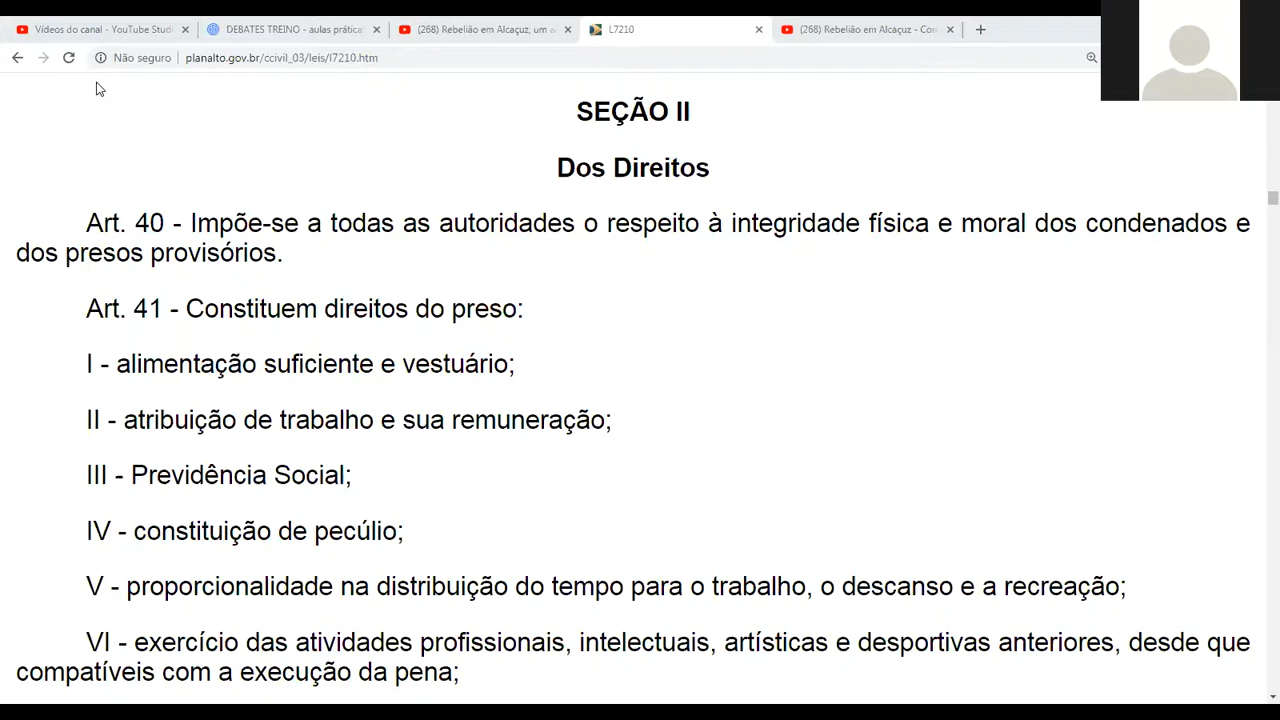 Vídeos do canal - YouTube Studi
DEBATES TREINO - aulas prática
(268) Rebelião em Alcaçuz, um a
L7210
(268) Rebelião em Alcaçuz - Con
Não seguro
planalto.gov.br/ccivil_03/leis/l7210.htm
SEÇÃO II
Dos Direitos
Art. 40 - Impõe-se a todas as autoridades o respeito à integridade física e moral dos condenados e
dos presos provisórios.
Art. 41 - Constituem direitos do preso:
I - alimentação suficiente e vestuário;
II - atribuição de trabalho e sua remuneração;
III - Previdência Social;
IV - constituição de pecúlio;
V - proporcionalidade na distribuição do tempo para o trabalho, o descanso e a recreação;
VI - exercício das atividades profissionais, intelectuais, artísticas e desportivas anteriores, desde que
compatíveis com a execução da pena;